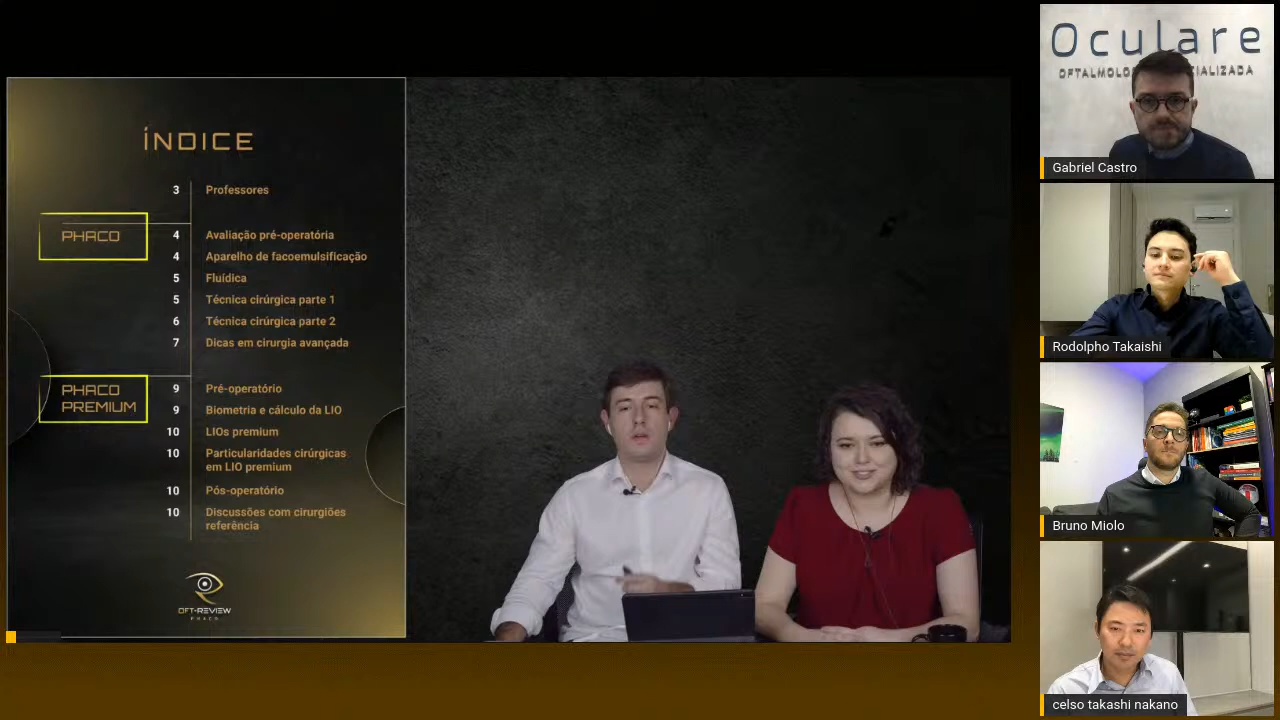 ÍNDICE
3 Professores
PHACO
4 Avaliação pré-operatória
4 Aparelho de facoemulsificação
5 Fluídica
5 Técnica cirúrgica parte 1
6 Técnica cirúrgica parte 2
7 Dicas em cirurgia avançada
PHACO
PREMIUM
9 Pré-operatório
9 Biometria e cálculo da LIO
10 LIOs premium
10 Particularidades cirúrgicas
em LIO premium
10 Pós-operatório
10 Discussões com cirurgiões
referência
OFT-REVIEW
PHACO
Oculare
Gabriel Castro
Rodolpho Takaishi
Bruno Miolo
celso takashi nakano